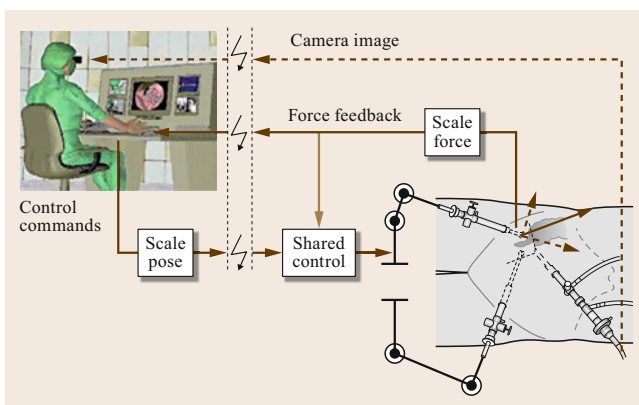 Camera image
Force feedback
Scale
force
Control
commands
Scale
pose
Shared
control